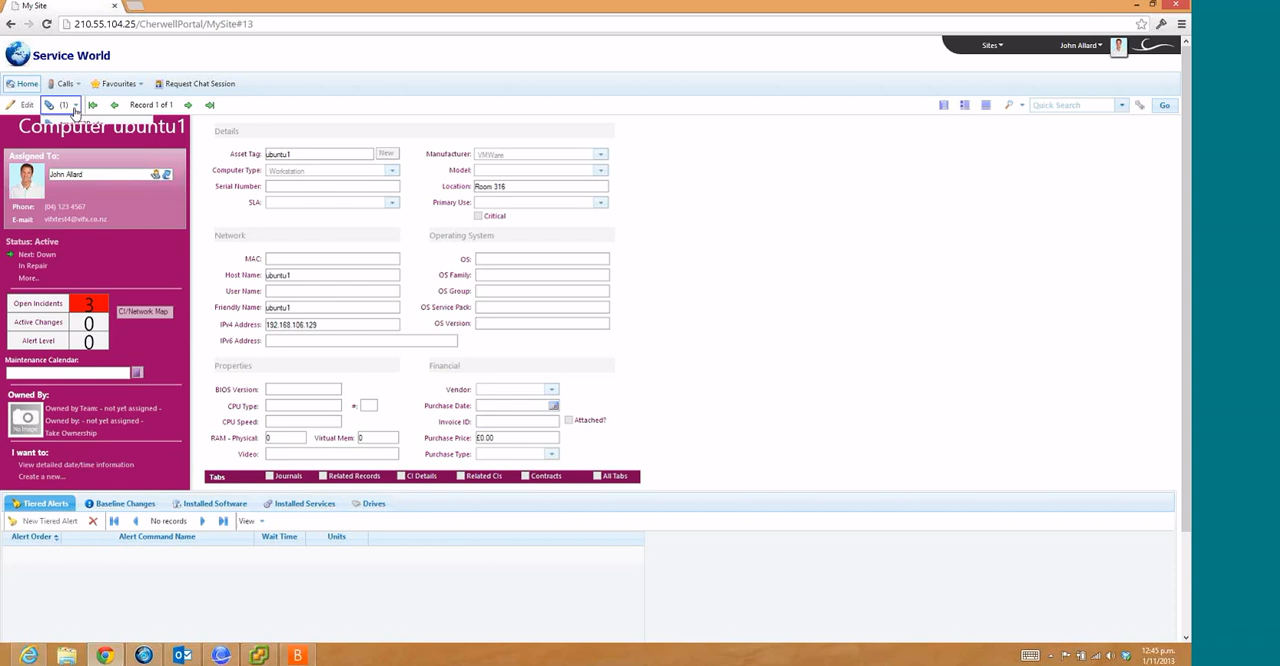 My Site
210.55.104.25/CherwellPortal/MySite#13
Service World
Sites
John Allard
Home
Calls
Favourites
Request Chat Session
Edit
(1)
Record 1 of 1
Quick Search
Go
Computer ubuntu1
Assigned To:
John Allard
Phone: (04) 123 4567
E-mail: vifxtest4@vifx.co.nz
Status: Active
Next: Down
In Repair
More..
Open Incidents 3
Active Changes 0
Alert Level 0
CI/Network Map
Maintenance Calendar:
Owned By:
No Image
Owned by Team: - not yet assigned -
Owned by: - not yet assigned -
Take Ownership
I want to:
View detailed date/time information
Create a new...
Details
Asset Tag: ubuntu1 New
Computer Type: Workstation
Serial Number:
SLA:
Manufacturer: VMWare
Model:
Location: Room 316
Primary Use:
Critical
Network
MAC:
Host Name: ubuntu1
User Name:
Friendly Name: ubuntu1
IPv4 Address: 192.168.106.129
IPv6 Address:
Operating System
OS:
OS Family:
OS Group:
OS Service Pack:
OS Version:
Properties
BIOS Version:
CPU Type: #:
CPU Speed:
RAM - Physical: 0 Virtual Mem: 0
Video:
Financial
Vendor:
Purchase Date:
Invoice ID:
Attached?
Purchase Price: £0.00
Purchase Type:
Tabs Journals Related Records CI Details Related CIs Contracts All Tabs
Tiered Alerts Baseline Changes Installed Software Installed Services Drives
New Tiered Alert No records View
Alert Order Alert Command Name Wait Time Units
B
12:45 p.m.
1/11/2013